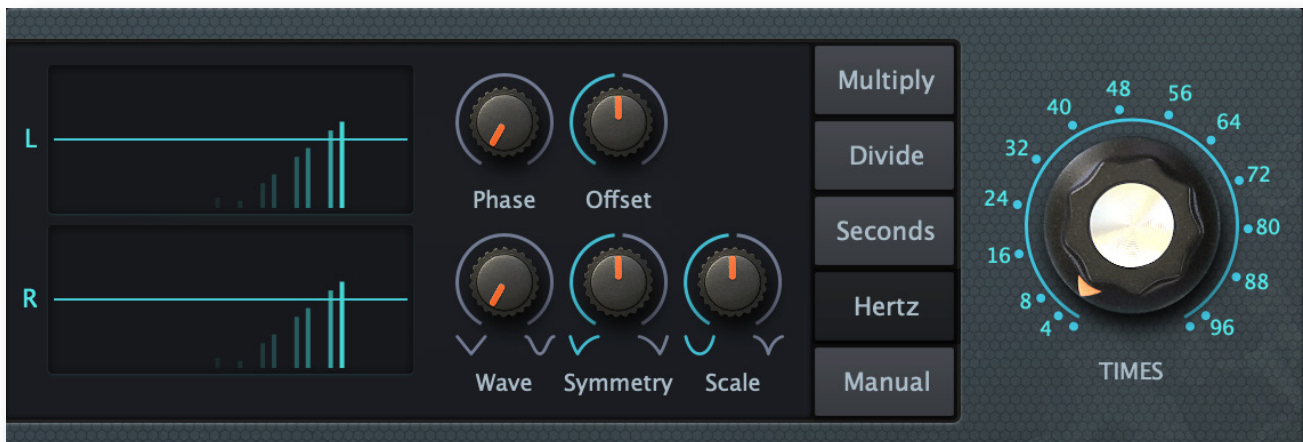 L
R
Phase
Offset
Wave
Symmetry
Scale
Multiply
Divide
Seconds
Hertz
Manual
4
8
16
24
32
40
48
56
64
72
80
88
96
TIMES